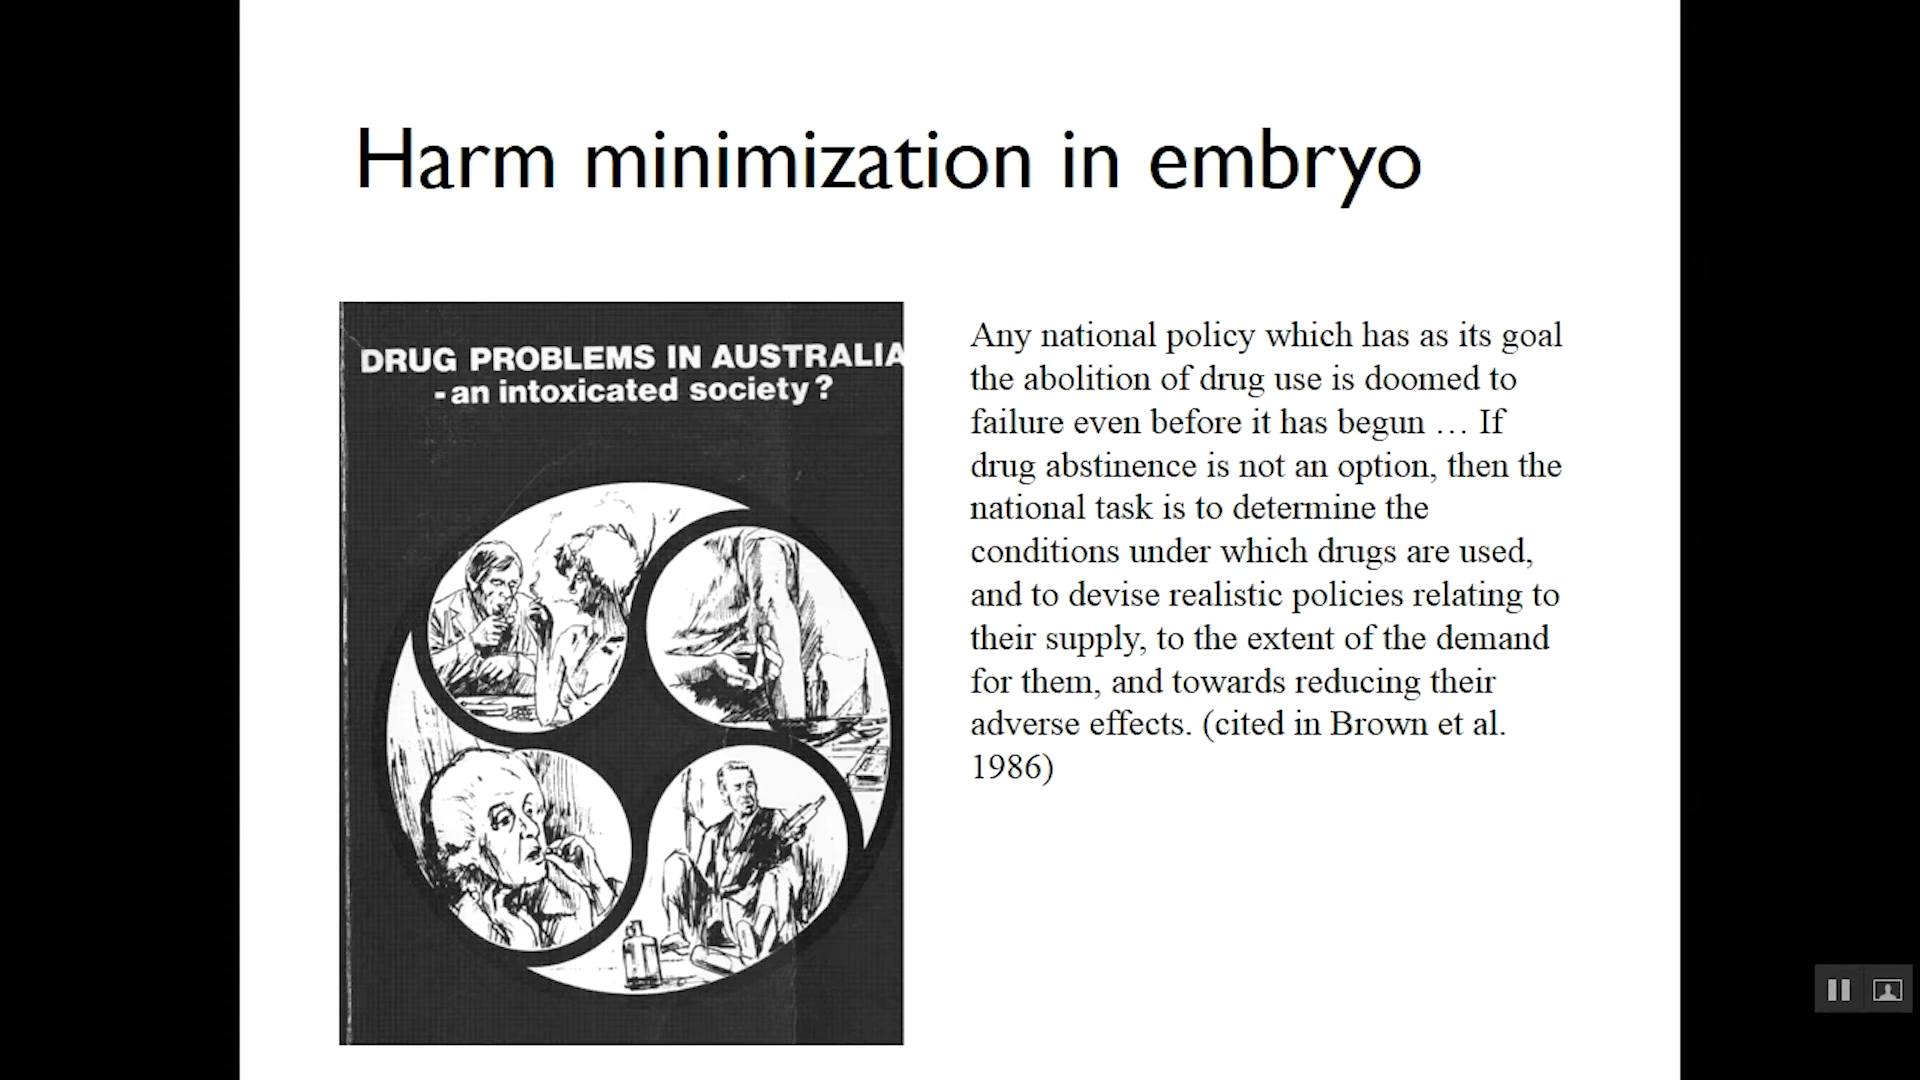 Harm minimization in embryo
DRUG PROBLEMS IN AUSTRALIA
- an intoxicated society?
Any national policy which has as its goal
the abolition of drug use is doomed to
failure even before it has begun … If
drug abstinence is not an option, then the
national task is to determine the
conditions under which drugs are used,
and to devise realistic policies relating to
their supply, to the extent of the demand
for them, and towards reducing their
adverse effects. (cited in Brown et al.
1986)